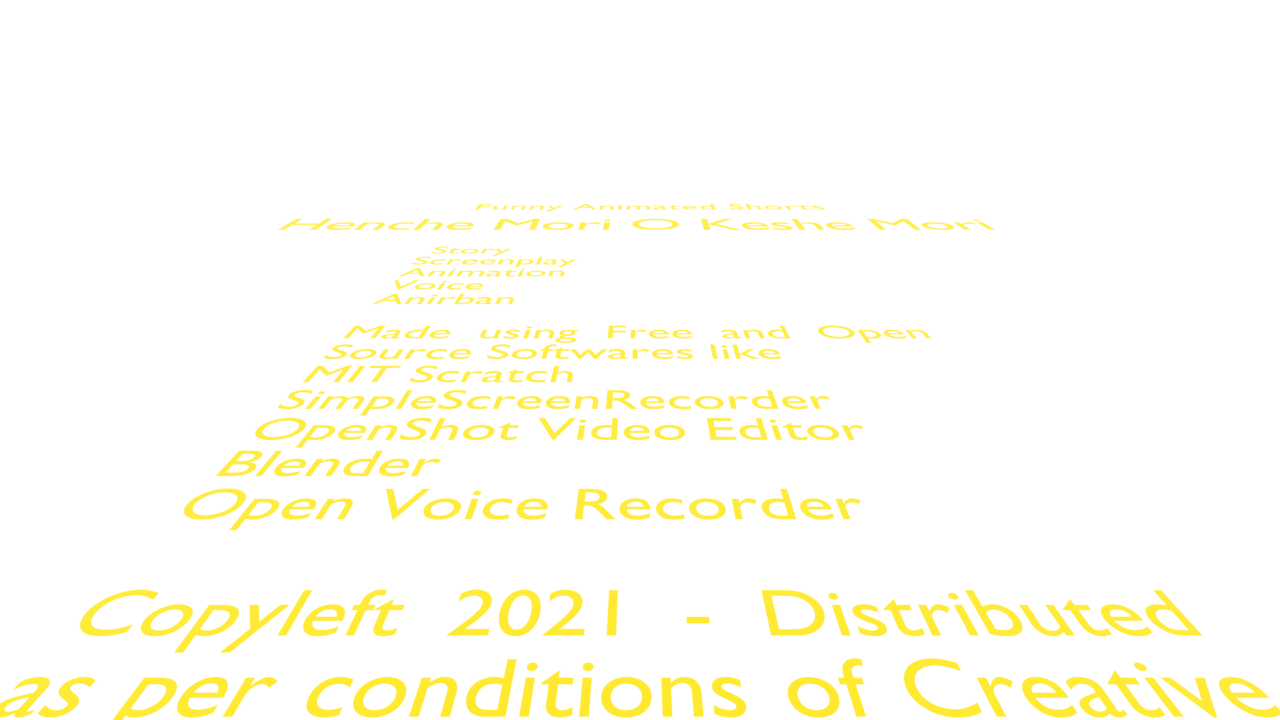 Funny Animated Shorts
Henche Mori O Keshe Mori
Story
Screenplay
Animation
Voice
Anirban
Made using Free and Open
Source Softwares like
MIT Scratch
SimpleScreenRecorder
OpenShot Video Editor
Blender
Open Voice Recorder
Copyleft 2021 - Distributed
as per conditions of Creative